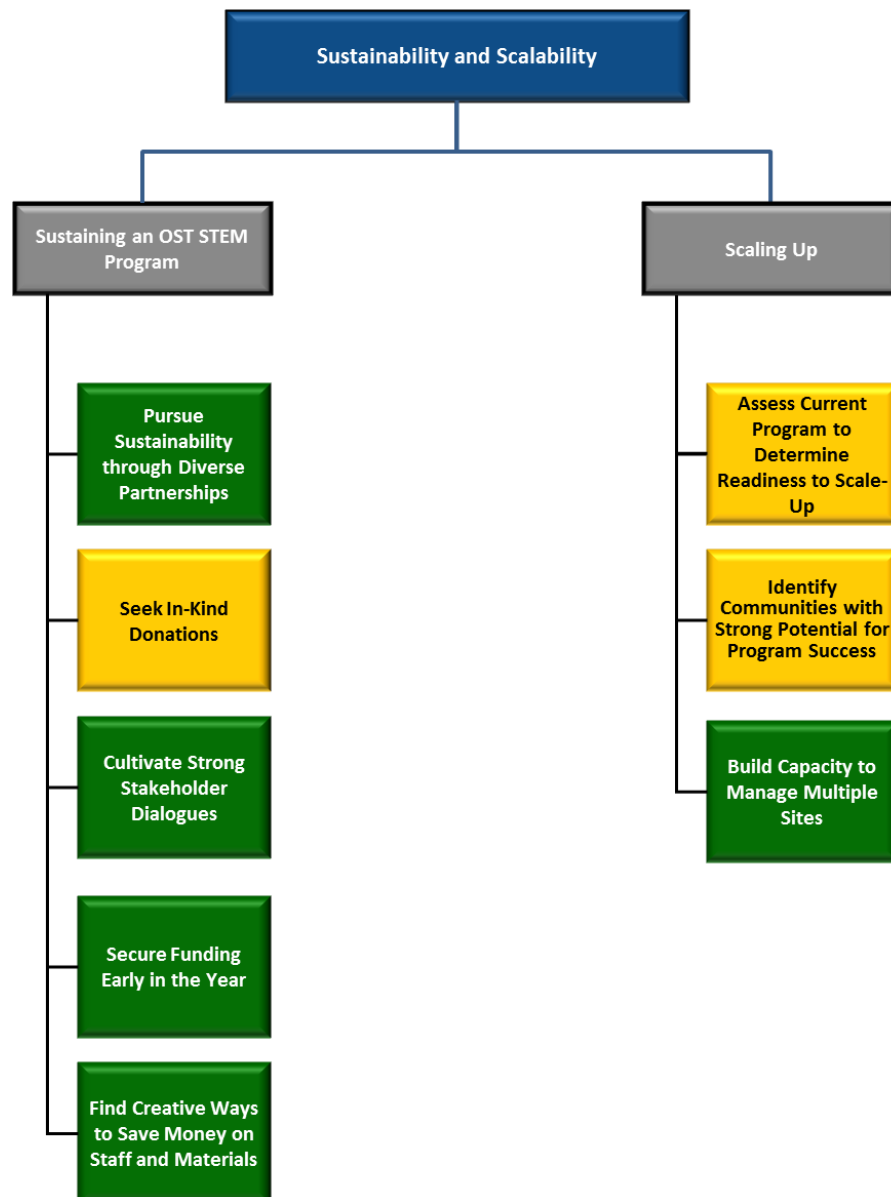 Sustainability and Scalability
Sustaining an OST STEM
Program
Pursue
Sustainability
through Diverse
Partnerships
Seek In-Kind
Donations
Cultivate Strong
Stakeholder
Dialogues
Secure Funding
Early in the Year
Find Creative Ways
to Save Money on
Staff and Materials
Scaling Up
Assess Current
Program to
Determine
Readiness to Scale-
Up
Identify
Communities with
Strong Potential for
Program Success
Build Capacity to
Manage Multiple
Sites